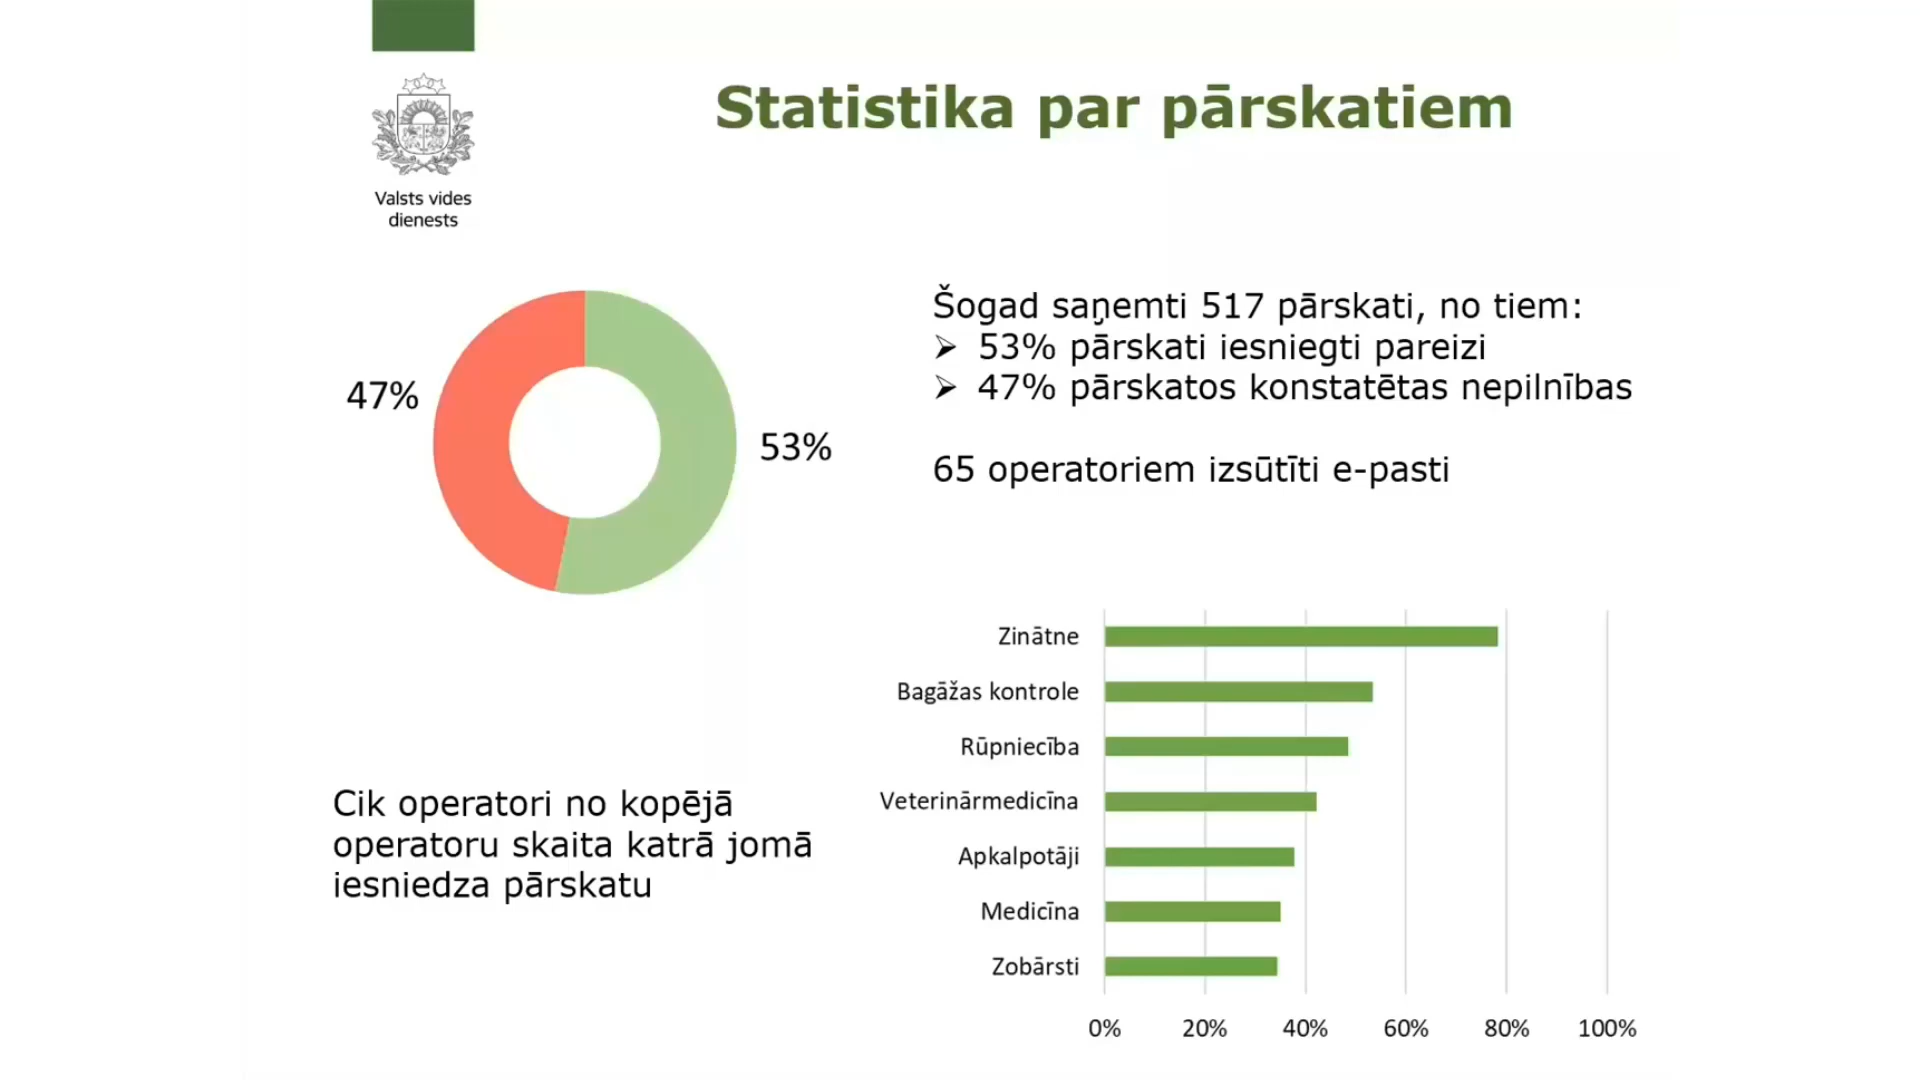 Statistika par pārskatiem
Valsts vides
dienests
47%
53%
Šogad saņemti 517 pārskati, no tiem:
➢ 53% pārskati iesniegti pareizi
➢ 47% pārskatos konstatētas nepilnības
65 operatoriem izsūtīti e-pasti
Cik operatori no kopējā
operatoru skaita katrā jomā
iesniedza pārskatu
Zinātne
Bagāžas kontrole
Rūpniecība
Veterinārmedicīna
Apkalpotāji
Medicīna
Zobārsti
0% 20% 40% 60% 80% 100%